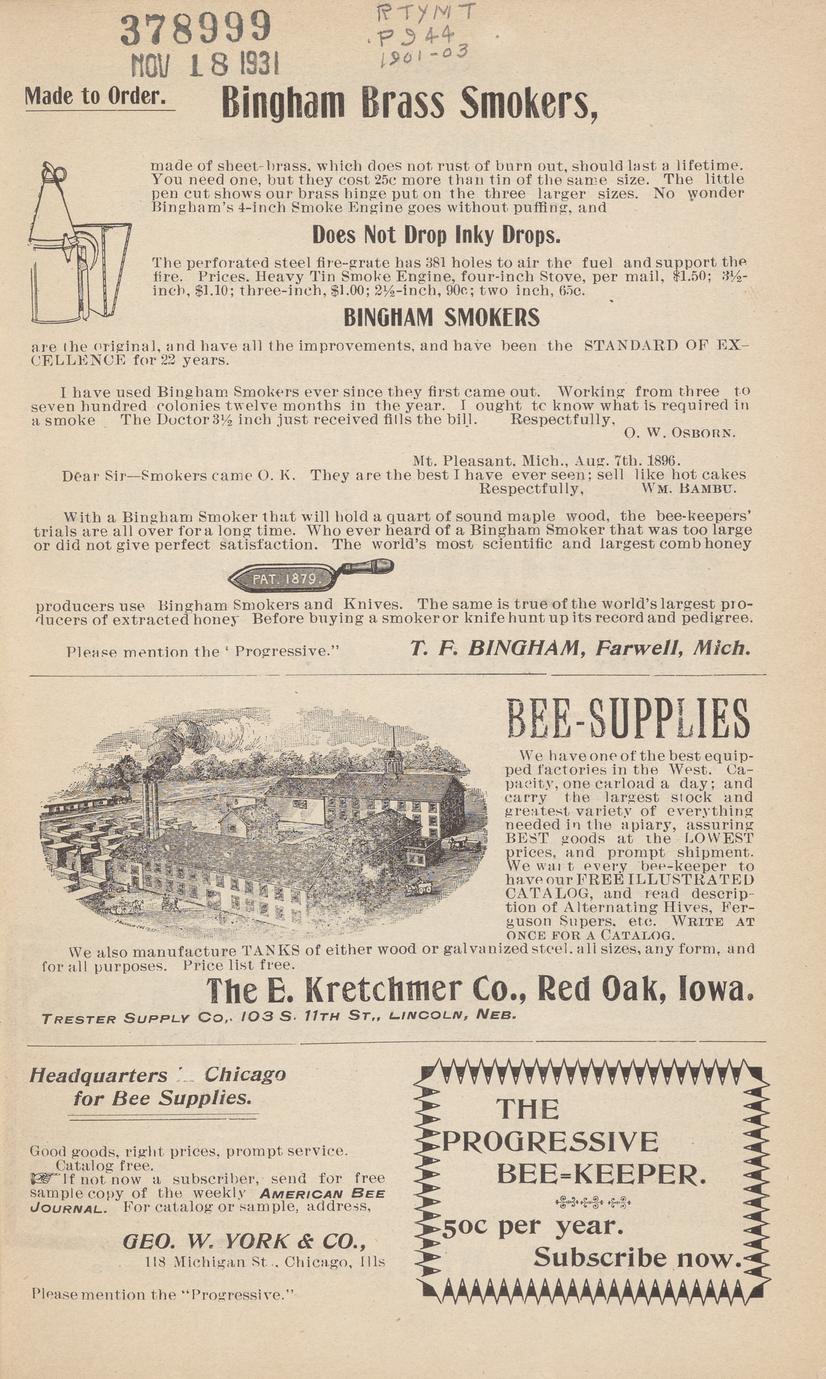 378999
NOV 18 1931
RTYMT
.P944
1901-03
Made to Order.
Bingham Brass Smokers,
made of sheet-brass, which does not rust of burn out, should last a lifetime.
You need one, but they cost 25c more than tin of the same size. The little
pen cut shows our brass hinge put on the three larger sizes. No wonder
Bingham's 4-inch Smoke Engine goes without puffing, and
Does Not Drop Inky Drops.
The perforated steel fire-grate has 381 holes to air the fuel and support the
fire. Prices, Heavy Tin Smoke Engine, four-inch Stove, per mail, $1.50; 3½-
inch, $1.10; three-inch, $1.00; 2½-inch, 90c; two inch, 65c.
BINGHAM SMOKERS
are the original, and have all the improvements, and have been the STANDARD OF EX-
CELLENCE for 22 years.
I have used Bingham Smokers ever since they first came out. Working from three to
seven hundred colonies twelve months in the year. I ought tc know what is required in
a smoke The Doctor 3½ inch just received fills the bill. Respectfully,
O. W. OSBORN.
Mt. Pleasant, Mich., Aug. 7th. 1896.
Dear Sir—Smokers came O. K. They are the best I have ever seen; sell like hot cakes
Respectfully, WM. BAMBU.
With a Bingham Smoker that will hold a quart of sound maple wood, the bee-keepers'
trials are all over for a long time. Who ever heard of a Bingham Smoker that was too large
or did not give perfect satisfaction. The world's most scientific and largest comb honey
PAT. 1879.
producers use Bingham Smokers and Knives. The same is true of the world's largest pro-
ducers of extracted honey Before buying a smoker or knife hunt up its record and pedigree.
Please mention the ' Progressive."
T. F. BINGHAM, Farwell, Mich.
BEE-SUPPLIES
We have one of the best equip-
ped factories in the West. Ca-
pacity, one carload a day; and
carry the largest stock and
greatest variety of everything
needed in the apiary, assuring
BEST goods at the LOWEST
prices, and prompt shipment.
We want every bee-keeper to
have our FREE ILLUSTRATED
CATALOG, and read descrip-
tion of Alternating Hives, Fer-
guson Supers, etc. WRITE AT
ONCE FOR A CATALOG.
We also manufacture TANKS of either wood or galvanized steel, all sizes, any form, and
for all purposes. Price list free.
The E. Kretchmer Co., Red Oak, Iowa.
TRESTER SUPPLY CO,. 103 S. 11TH ST,, LINCOLN, NEB.
Headquarters Chicago
for Bee Supplies.
Good goods, right prices, prompt service.
Catalog free.
☞ If not now a subscriber, send for free
sample copy of the weekly AMERICAN BEE
JOURNAL. For catalog or sample, address,
GEO. W. YORK & CO.,
118 Michigan St., Chicago, Ills
Please mention the "Progressive."
THE
PROGRESSIVE
BEE=KEEPER.
50c per year.
Subscribe now.